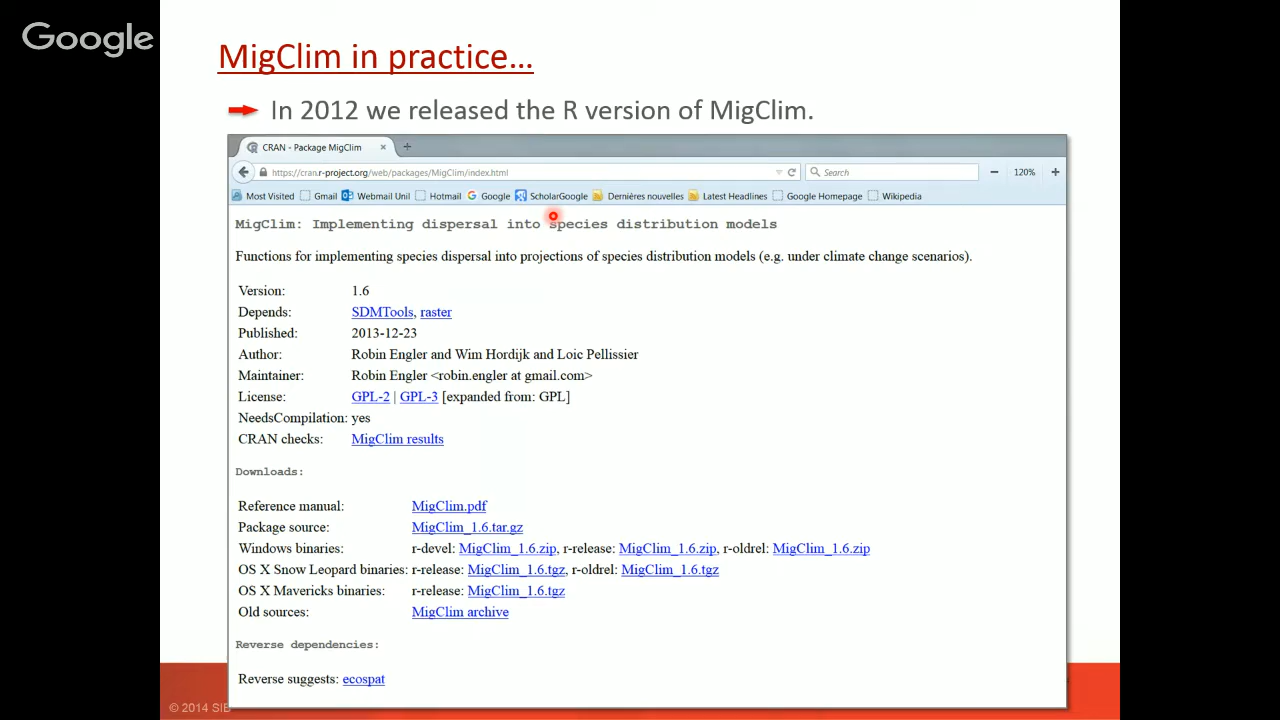 Google
MigClim in practice...
In 2012 we released the R version of MigClim.
CRAN - Package MigClim × +
https://cran.r-project.org/web/packages/MigClim/index.html Search 120% +
Most Visited Gmail Webmail Unil Hotmail Google ScholarGoogle Dernières nouvelles Latest Headlines Google Homepage Wikipedia
MigClim: Implementing dispersal into species distribution models
Functions for implementing species dispersal into projections of species distribution models (e.g. under climate change scenarios).
Version: 1.6
Depends: SDMTools, raster
Published: 2013-12-23
Author: Robin Engler and Wim Hordijk and Loic Pellissier
Maintainer: Robin Engler <robin.engler at gmail.com>
License: GPL-2 | GPL-3 [expanded from: GPL]
NeedsCompilation: yes
CRAN checks: MigClim results
Downloads:
Reference manual: MigClim.pdf
Package source: MigClim_1.6.tar.gz
Windows binaries: r-devel: MigClim_1.6.zip, r-release: MigClim_1.6.zip, r-oldrel: MigClim_1.6.zip
OS X Snow Leopard binaries: r-release: MigClim_1.6.tgz, r-oldrel: MigClim_1.6.tgz
OS X Mavericks binaries: r-release: MigClim_1.6.tgz
Old sources: MigClim archive
Reverse dependencies:
Reverse suggests: ecospat
© 2014 SIB